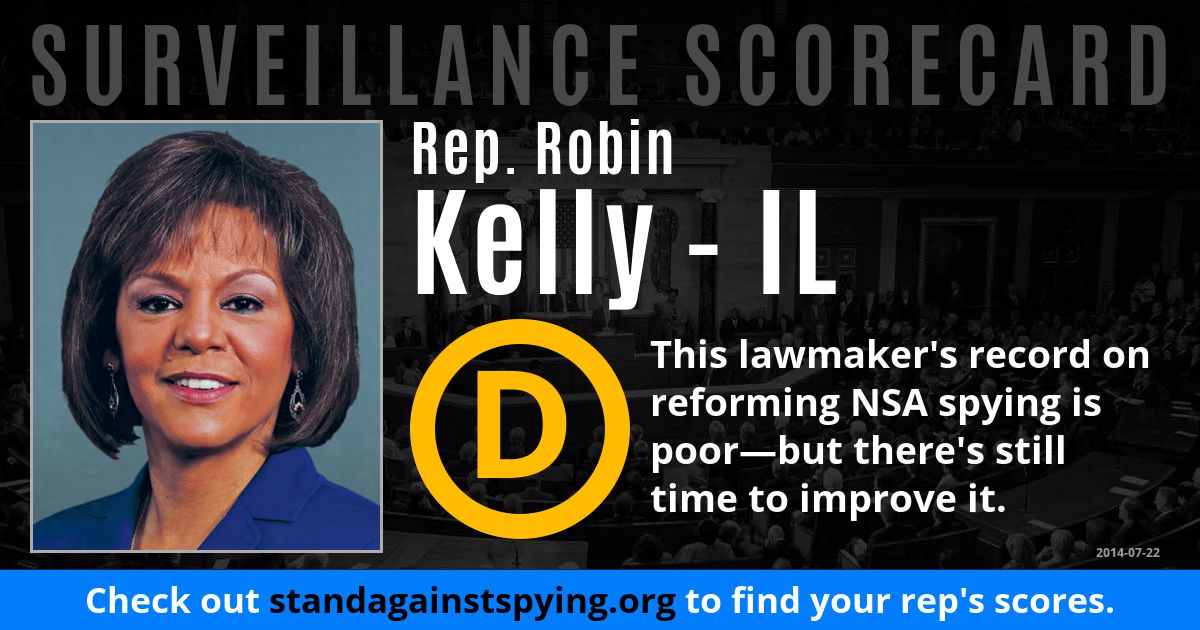 SURVEILLANCE SCORECARD
Rep. Robin
Kelly - IL
D
This lawmaker's record on
reforming NSA spying is
poor—but there's still
time to improve it.
2014-07-22
Check out standagainstspying.org to find your rep's scores.